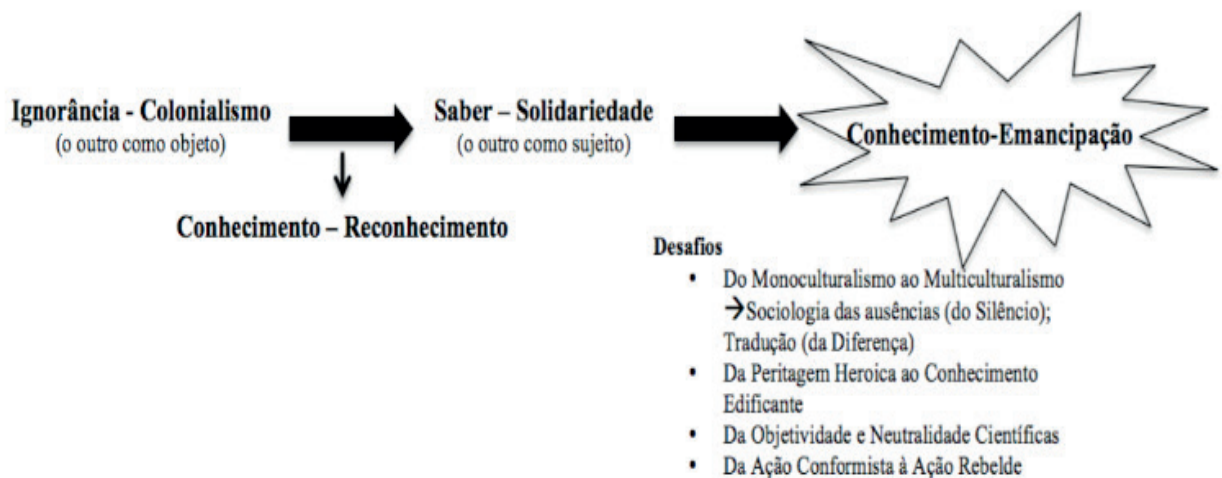 Ignorância - Colonialismo
(o outro como objeto)
Saber – Solidariedade
(o outro como sujeito)
Conhecimento-Emancipação
Conhecimento – Reconhecimento
Desafios
• Do Monoculturalismo ao Multiculturalismo
→Sociologia das ausências (do Silêncio);
Tradução (da Diferença)
• Da Peritagem Heroica ao Conhecimento
Edificante
• Da Objetividade e Neutralidade Científicas
• Da Ação Conformista à Ação Rebelde